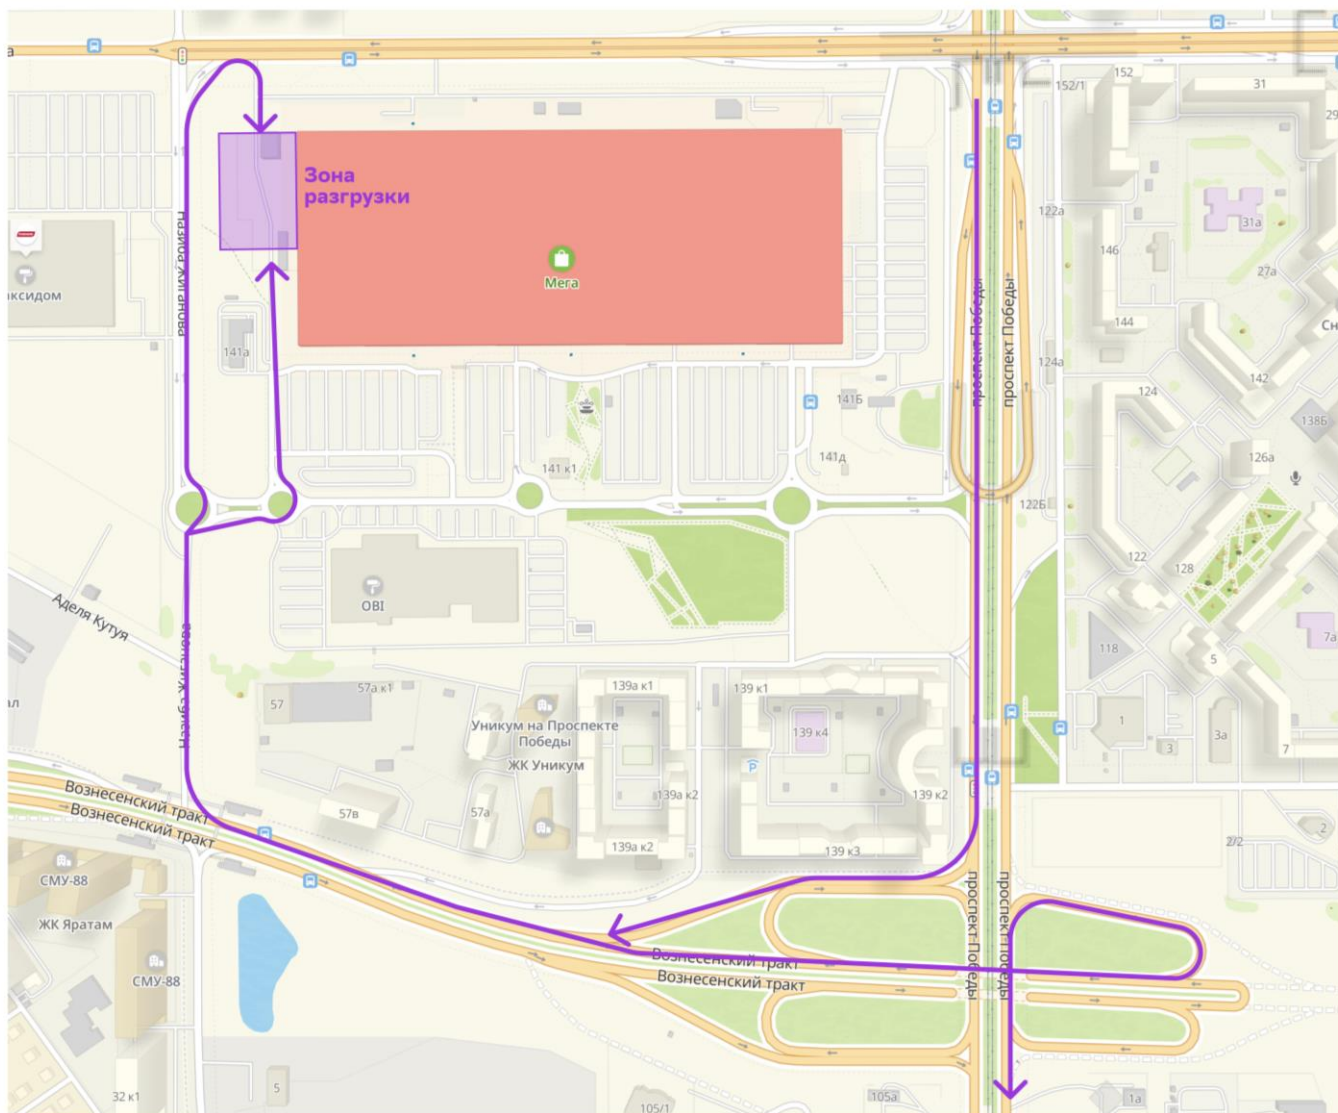 а
152
152/1
31
29
Зона
разгрузки
Назиба Жиганова
122а
31а
146
27а
Мега
аксидом
проспект Победы
проспект Победы
144
Сн
141а
124а
142
124
141Б
138Б
126а
141 к1
141д
122Б
122
128
OBI
Аделя Кутуя
118
7а
5
Назиба Жиганова
57а к1
139а к1
139 к1
ал
57
Уникум на Проспекте
Победы
139 к4
1
3
3а
7
ЖК Уникум
139а к2
139 к2
Вознесенский тракт
Вознесенский тракт
57в
57а
139а к2
139 к3
2
2/2
СМУ-88
ЖК Яратам
проспект Победы
проспект Победы
СМУ-88
Вознесенский тракт
Вознесенский тракт
5
32 к1
105/1
105а
1а